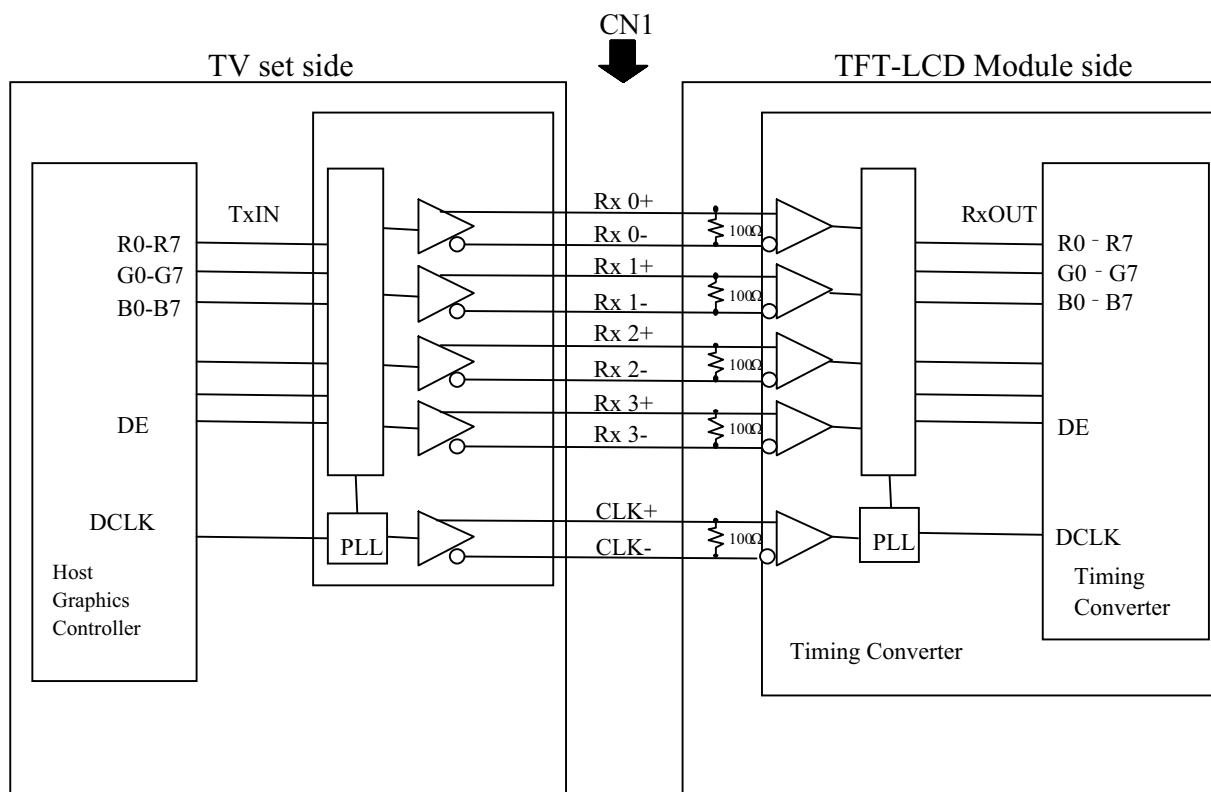 CN1
TV set side
TFT-LCD Module side
TxIN
R0-R7
G0-G7
B0-B7
DE
DCLK
Host
Graphics
Controller
PLL
Rx 0+
Rx 0-
Rx 1+
Rx 1-
Rx 2+
Rx 2-
Rx 3+
Rx 3-
CLK+
CLK-
100Ω
100Ω
100Ω
100Ω
100Ω
PLL
RxOUT
R0 - R7
G0 - G7
B0 - B7
DE
DCLK
Timing
Converter
Timing Converter